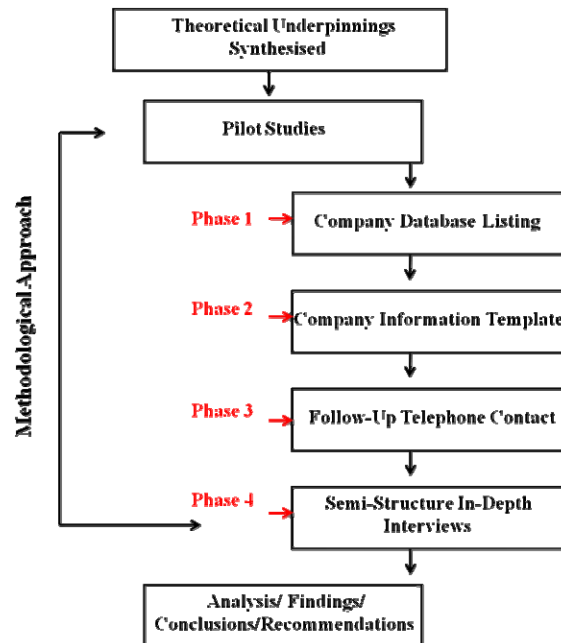 Theoretical Underpinnings
Synthesised
Pilot Studies
Methodological Approach
Phase 1
Company Database Listing
Phase 2
Company Information Template
Phase 3
Follow-Up Telephone Contact
Phase 4
Semi-Structure In-Depth
Interviews
Analysis/ Findings/
Conclusions/Recommendations